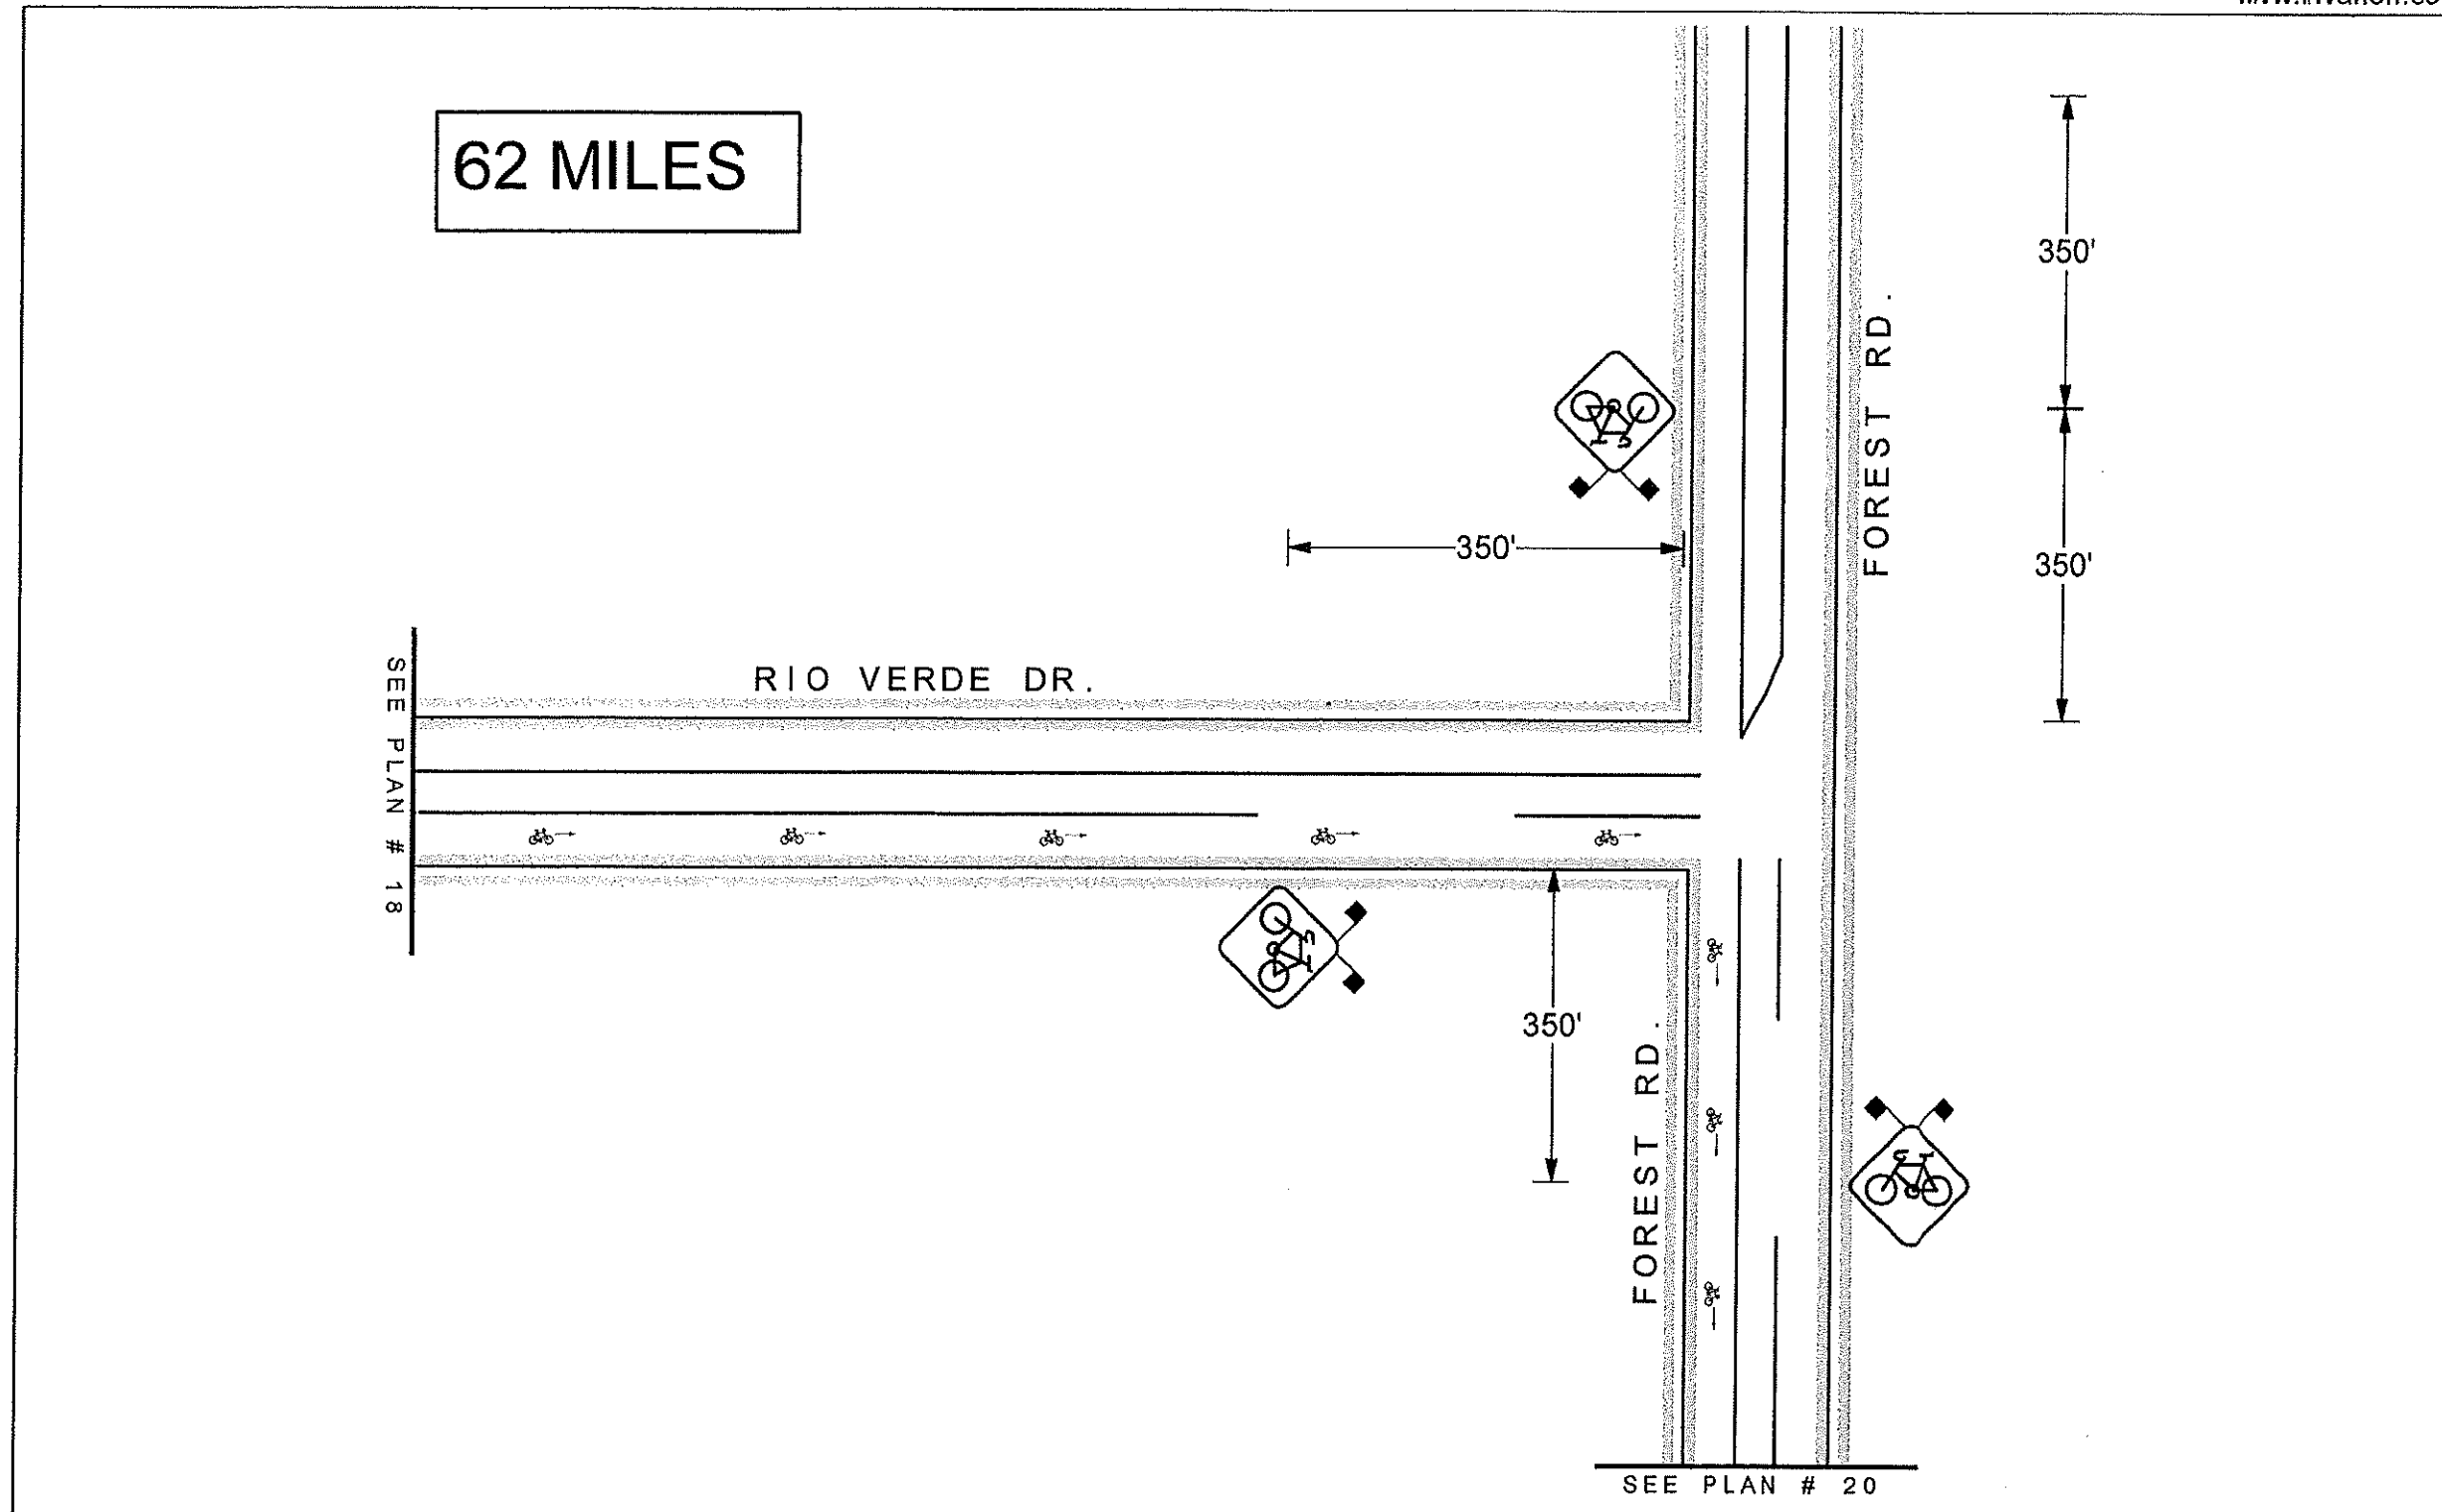 62 MILES
350'
FOREST RD.
350'
350'
RIO VERDE DR.
SEE PLAN # 18
350'
FOREST RD.
SEE PLAN # 20